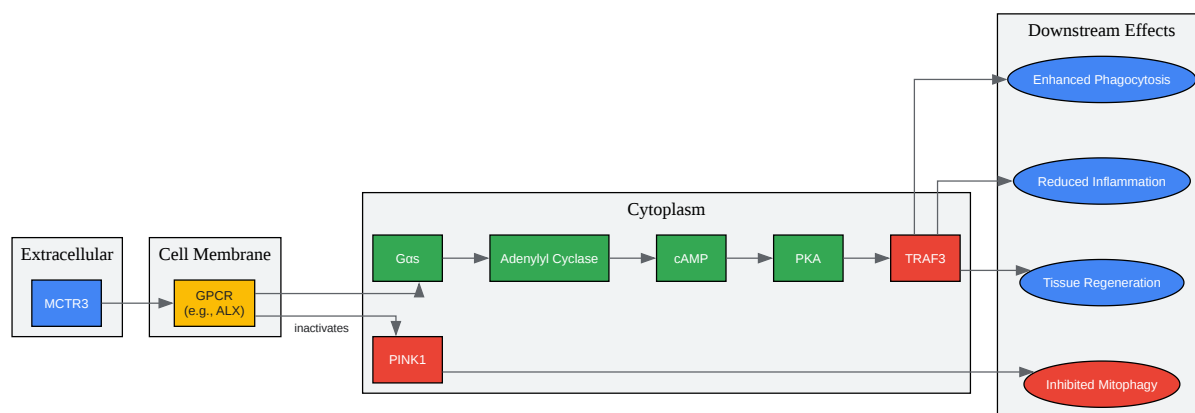 Downstream Effects
Enhanced Phagocytosis
Reduced Inflammation
Cytoplasm
Extracellular
Cell Membrane
Gαs
Adenylyl Cyclase
cAMP
PKA
TRAF3
Tissue Regeneration
MCTR3
GPCR
(e.g., ALX)
inactivates
PINK1
Inhibited Mitophagy